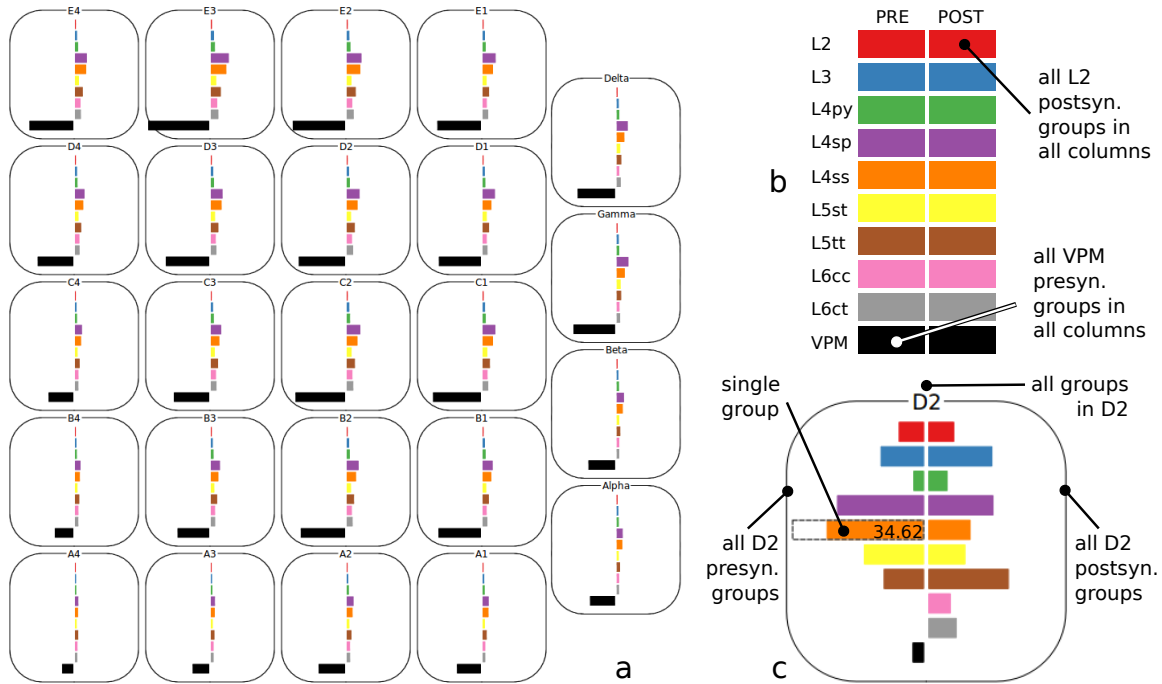 E4 E3 E2 E1
D4 D3 D2 D1
C4 C3 C2 C1
B4 B3 B2 B1
A4 A3 A2 A1
Delta
Gamma
Beta
Alpha
a
PRE POST
L2
L3
L4py
L4sp
L4ss
L5st
L5tt
L6cc
L6ct
VPM
b
all L2
postsyn.
groups in
all columns
all VPM
presyn.
groups in
all columns
single
group
all groups
in D2
D2
34.62
all D2
presyn.
groups
all D2
postsyn.
groups
c